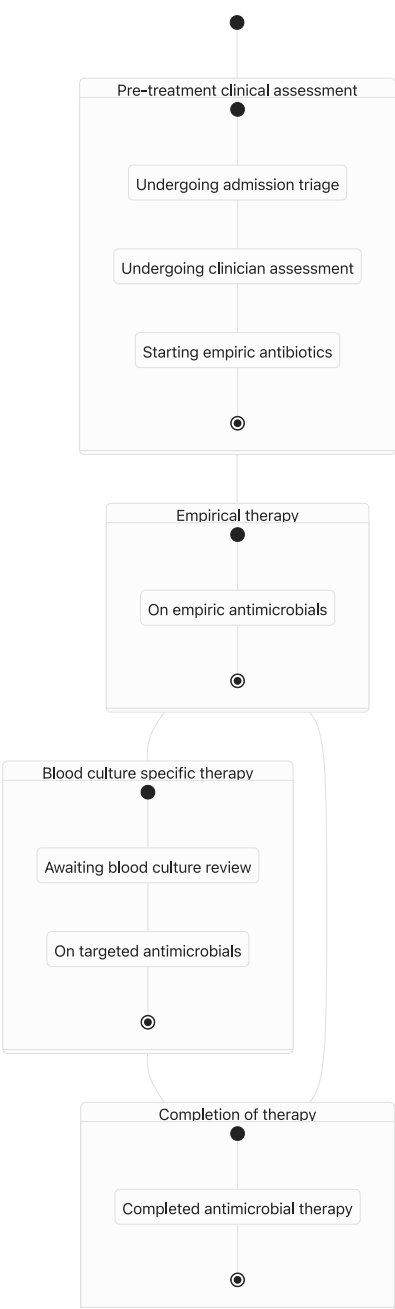 Pre-treatment clinical assessment
Undergoing admission triage
Undergoing clinician assessment
Starting empiric antibiotics
Empirical therapy
On empiric antimicrobials
Blood culture specific therapy
Awaiting blood culture review
On targeted antimicrobials
Completion of therapy
Completed antimicrobial therapy